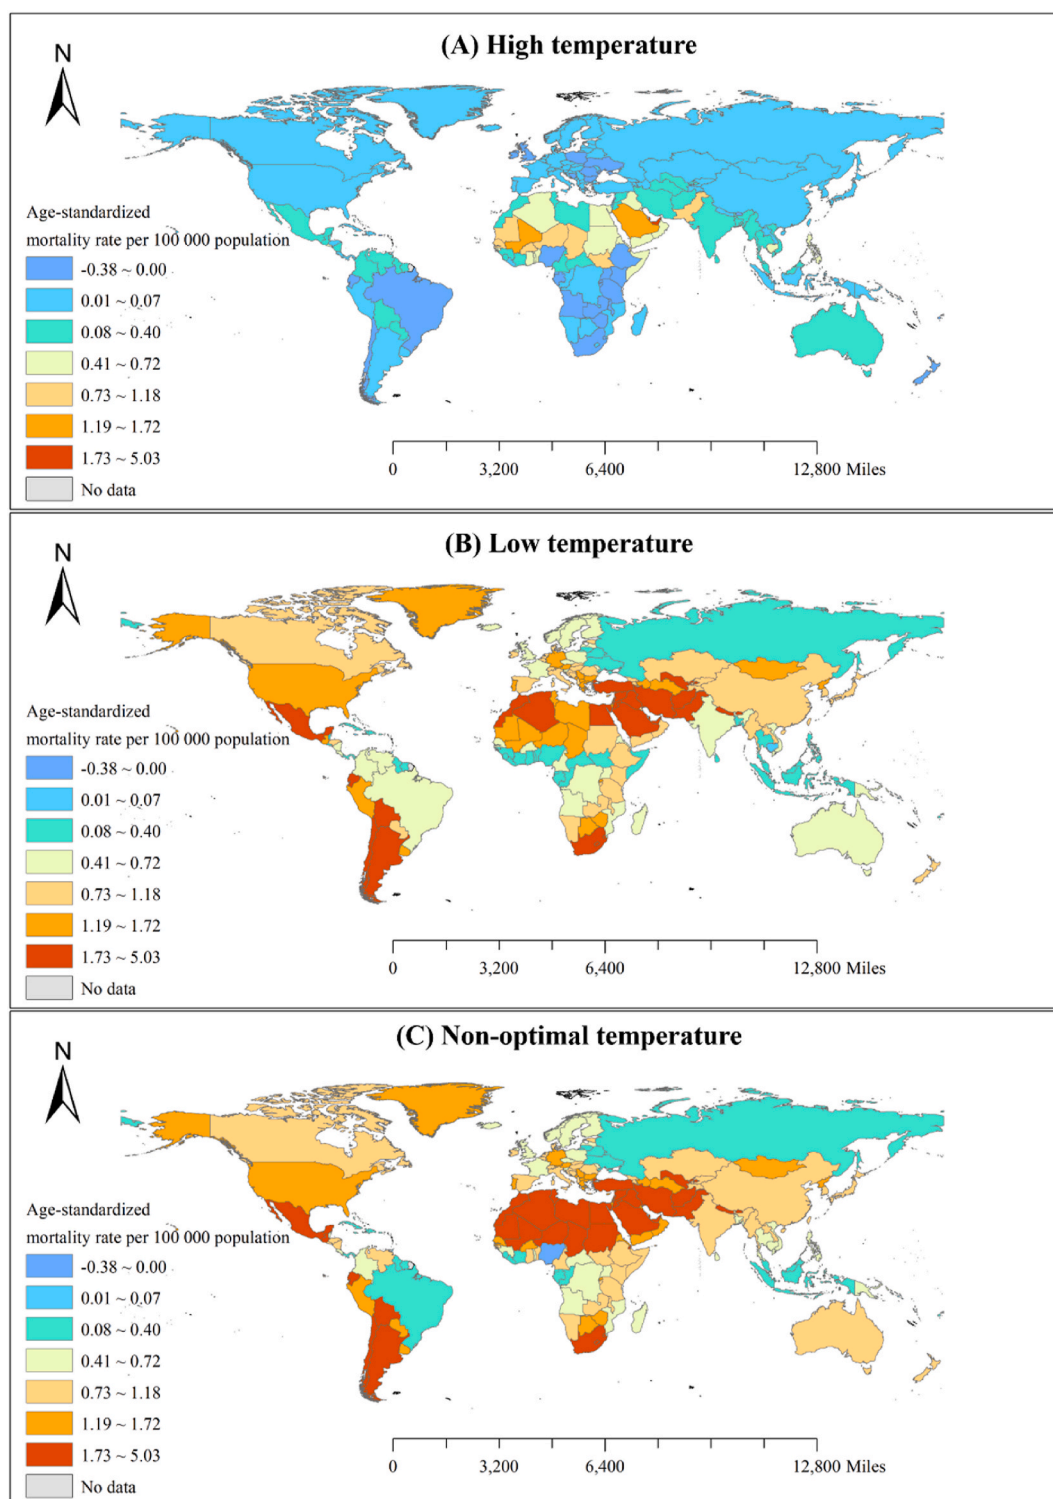 (A) High temperature
N
Age-standardized
mortality rate per 100 000 population
-0.38 ~ 0.00
0.01 ~ 0.07
0.08 ~ 0.40
0.41 ~ 0.72
0.73 ~ 1.18
1.19 ~ 1.72
1.73 ~ 5.03
No data
0 3,200 6,400 12,800 Miles
(B) Low temperature
N
Age-standardized
mortality rate per 100 000 population
-0.38 ~ 0.00
0.01 ~ 0.07
0.08 ~ 0.40
0.41 ~ 0.72
0.73 ~ 1.18
1.19 ~ 1.72
1.73 ~ 5.03
No data
0 3,200 6,400 12,800 Miles
(C) Non-optimal temperature
N
Age-standardized
mortality rate per 100 000 population
-0.38 ~ 0.00
0.01 ~ 0.07
0.08 ~ 0.40
0.41 ~ 0.72
0.73 ~ 1.18
1.19 ~ 1.72
1.73 ~ 5.03
No data
0 3,200 6,400 12,800 Miles